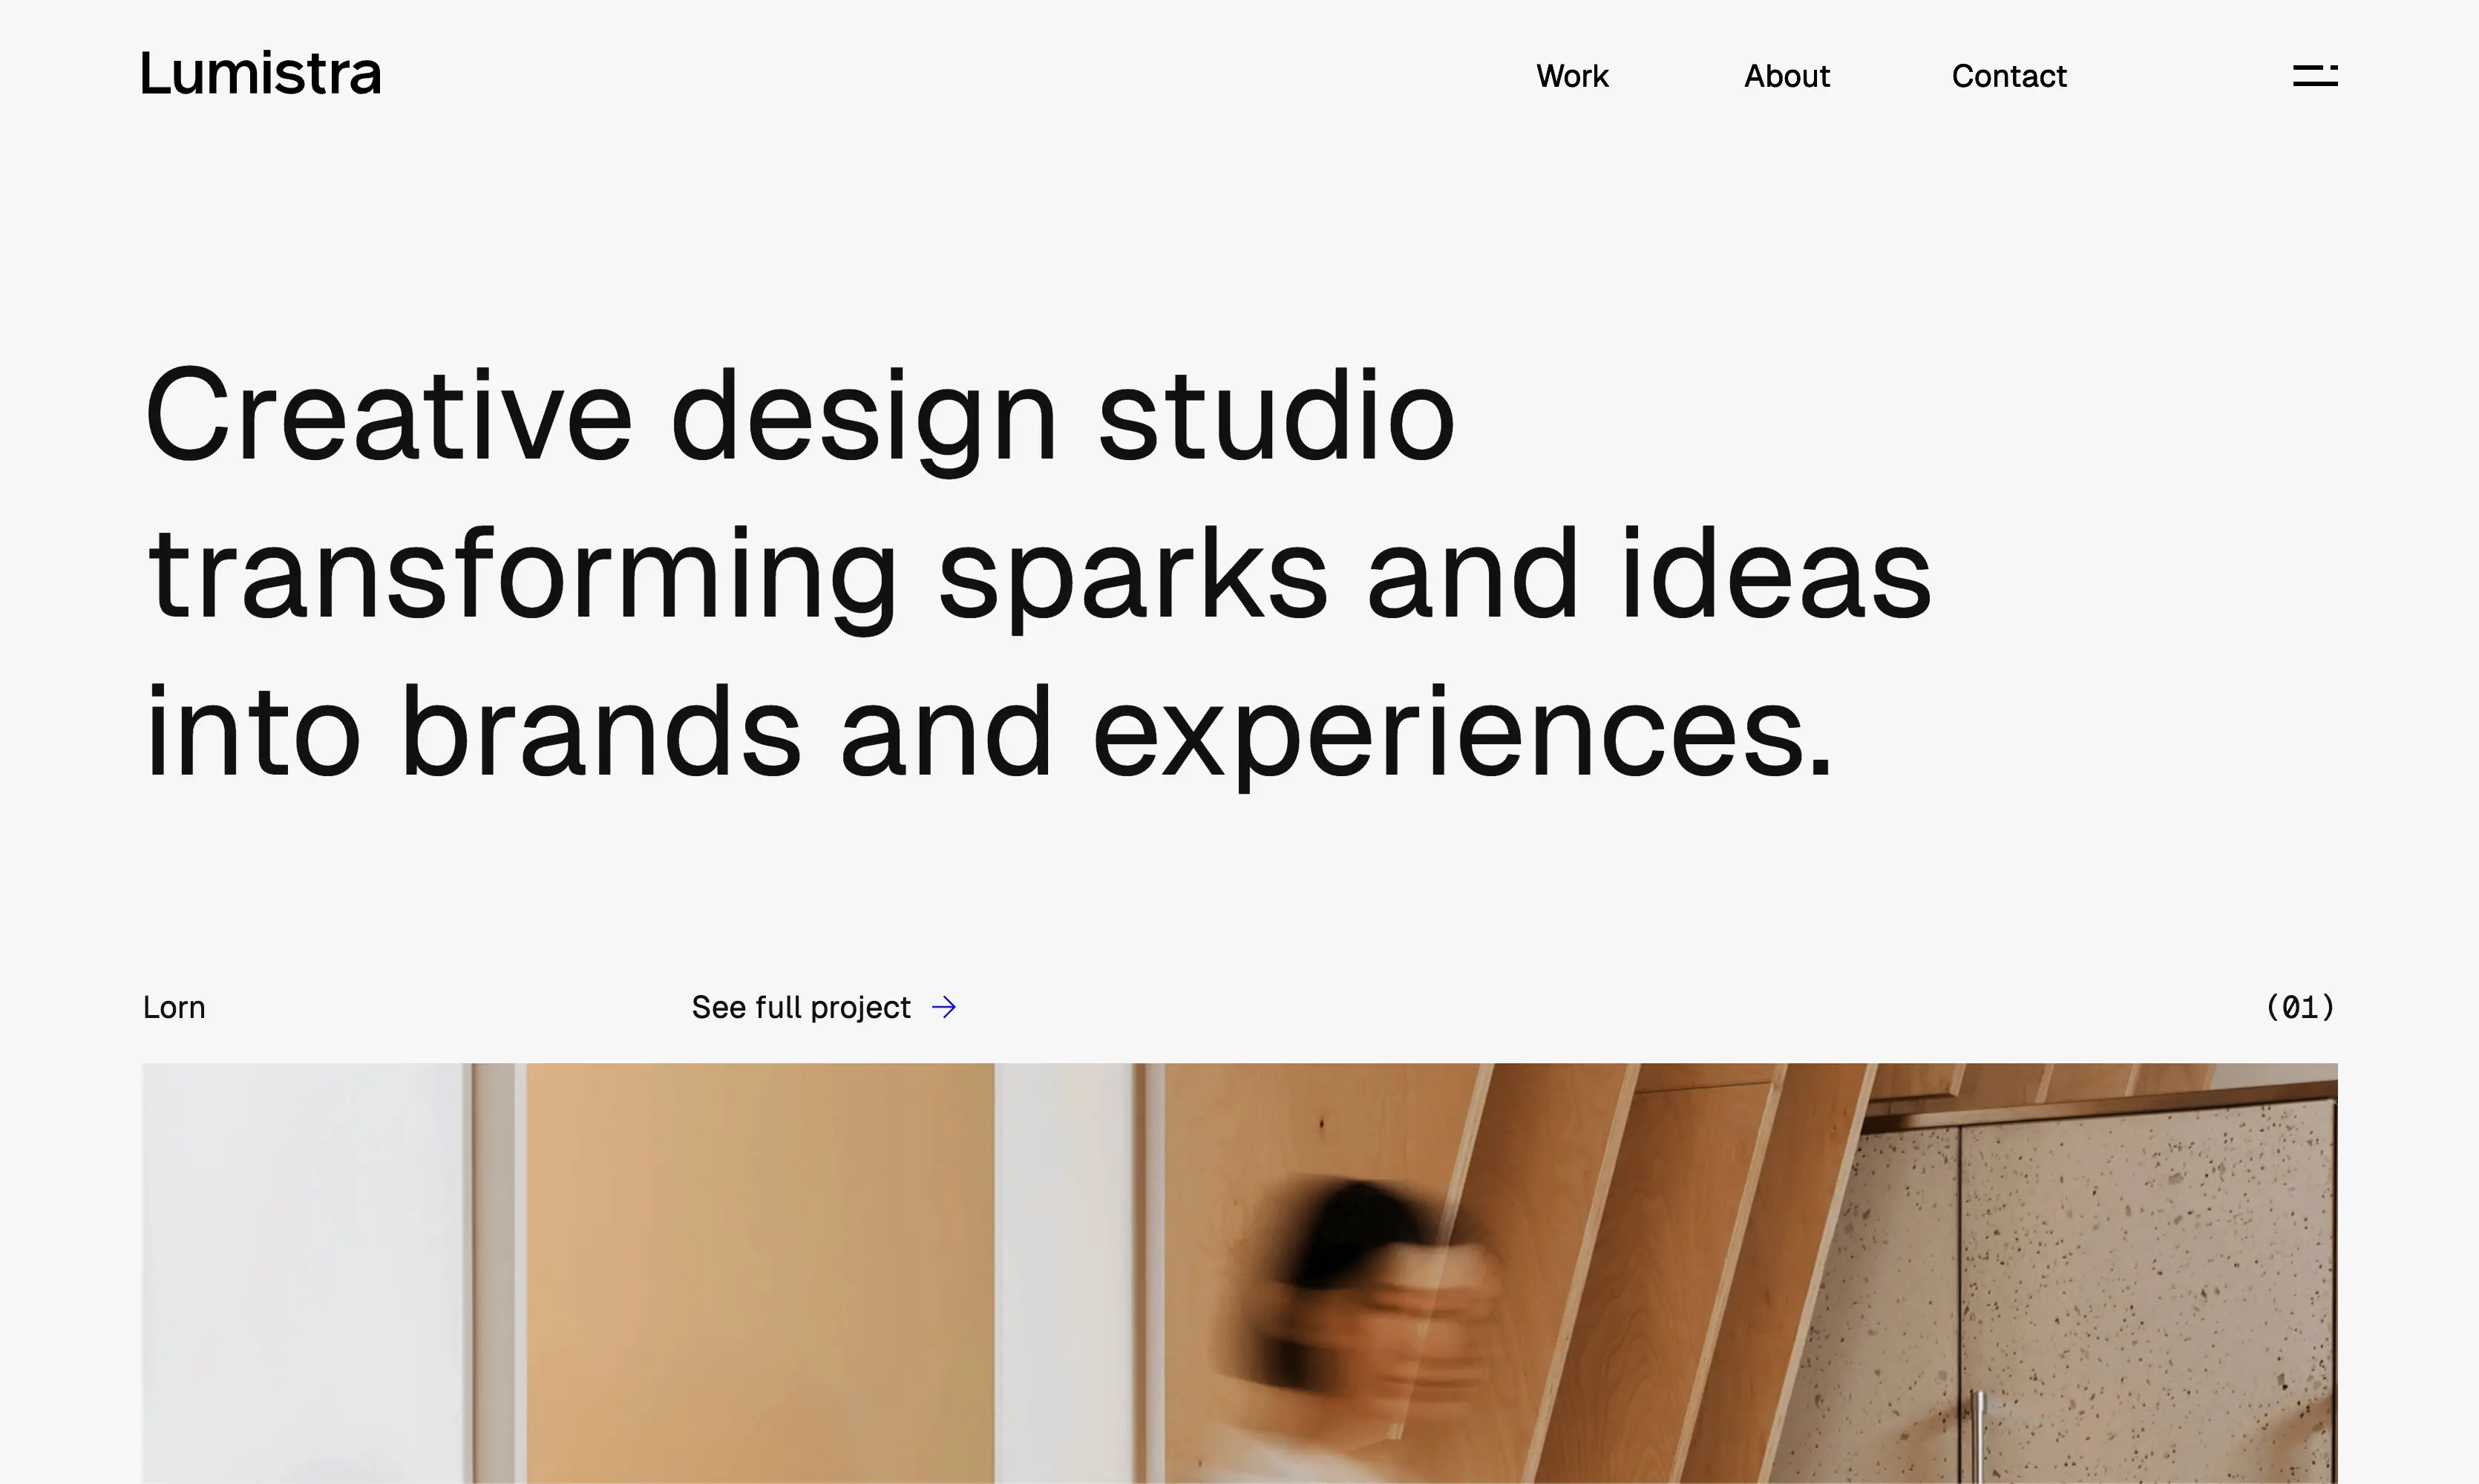 Lumistra
Work
About
Contact
Creative design studio
transforming sparks and ideas
into brands and experiences.
Lorn
See full project
(01)